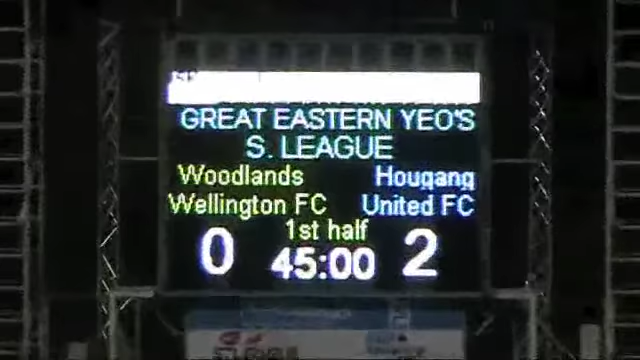 GREAT EASTERN YEO'S
S. LEAGUE
Woodlands Hougang
Wellington FC United FC
1st half
0 45:00 2